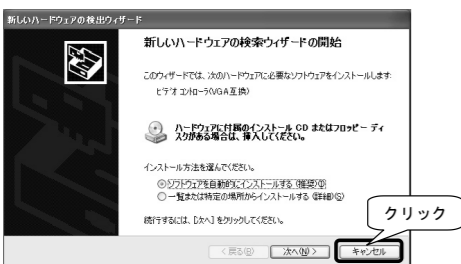 新しいハードウェアの検出ウィザード
新しいハードウェアの検索ウィザードの開始
このウィザードでは、次のハードウェアに必要なソフトウェアをインストールします:
ビデオ コントローラ(VGA互換)
ハードウェアに付属のインストール CD またはフロッピー ディ
スクがある場合は、挿入してください。
インストール方法を選んでください。
ソフトウェアを自動的にインストールする (推奨)(I)
一覧または特定の場所からインストールする (詳細)(S)
続行するには、[次へ] をクリックしてください。
クリック
< 戻る(B) 次へ(N) > キャンセル